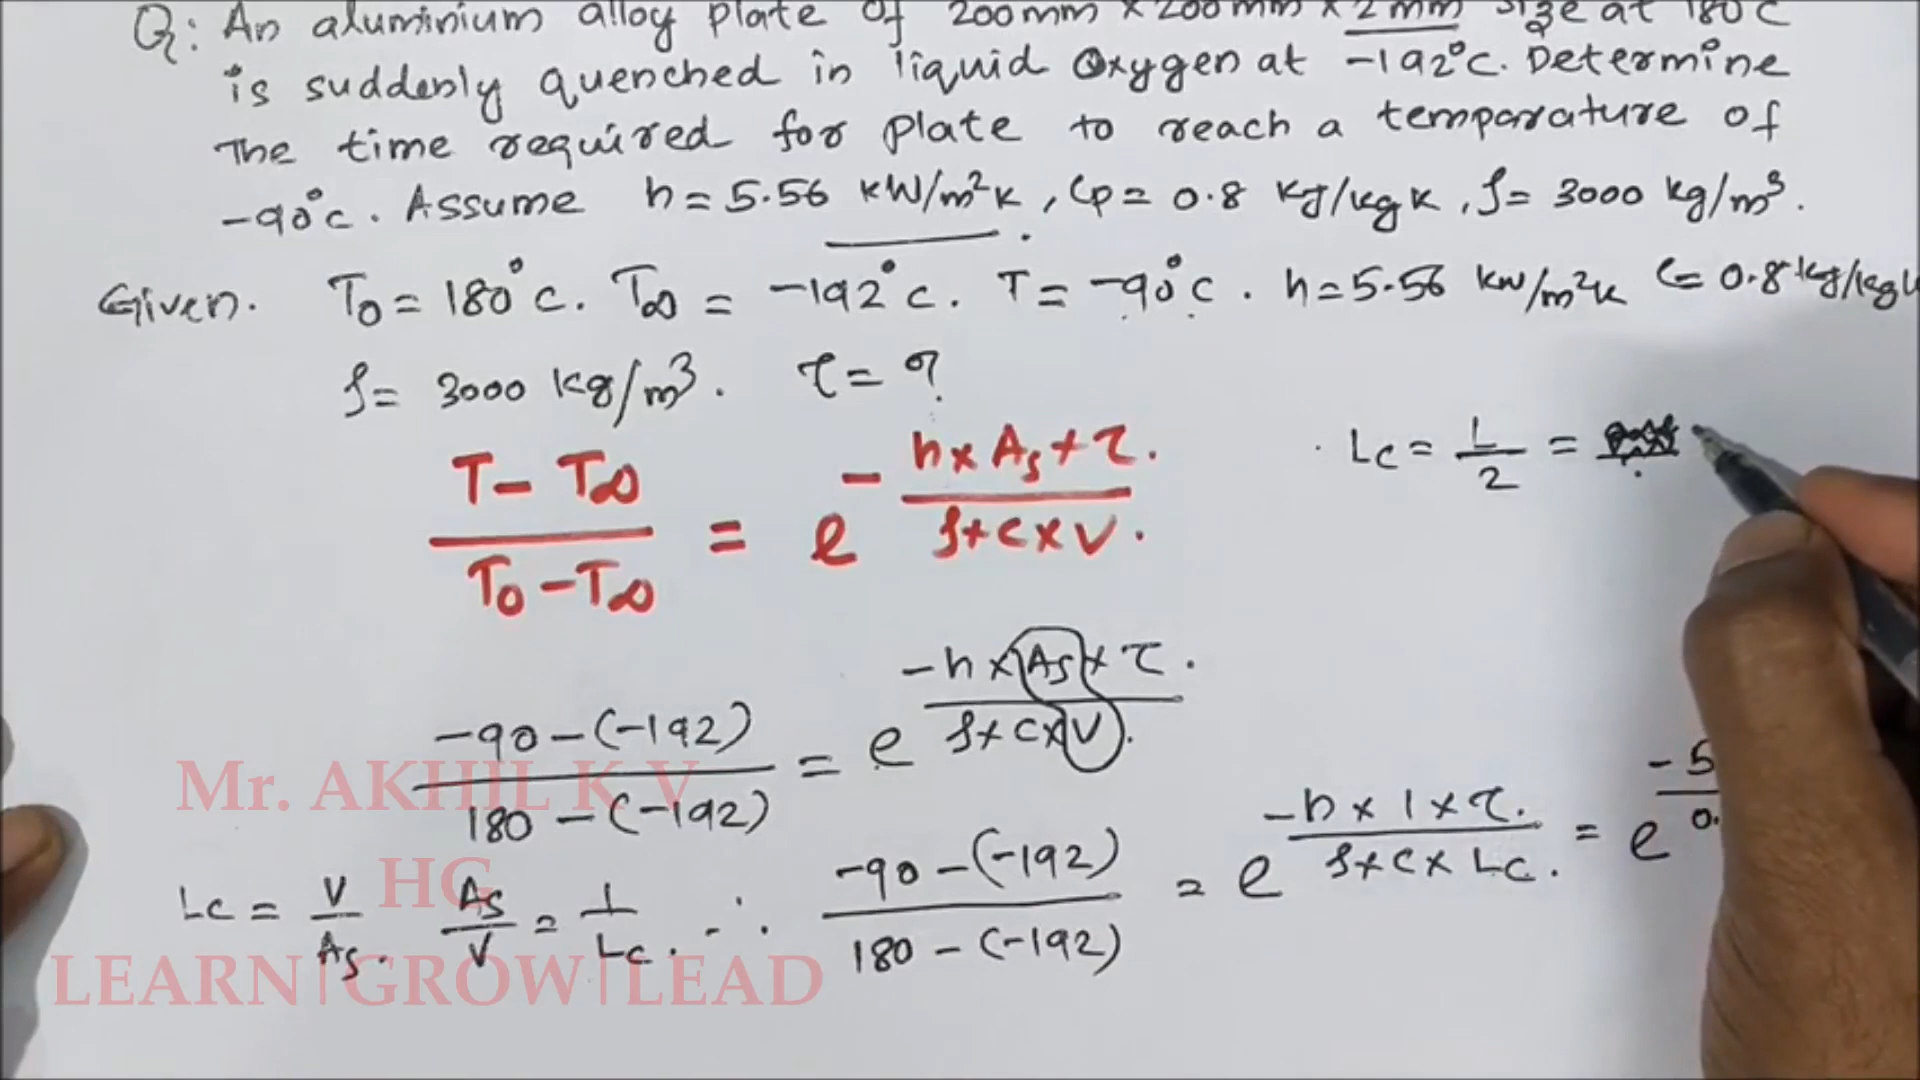 Q: An aluminium alloy plate of 200mm × 200mm × 2mm size at 180°C
is suddenly quenched in liquid Oxygen at -192°C. Determine
The time required for plate to reach a temparature of
-90°C. Assume h = 5.56 kW/m²K, Cp = 0.8 KJ/kgK, ρ = 3000 kg/m³.
Given. T₀ = 180°C. T∞ = -192°C. T = -90°C. h = 5.56 kW/m²K C = 0.8 kJ/kgK
ρ = 3000 kg/m³. τ = ?
Lc = L/2 =
(T - T∞)/(T₀ - T∞) = e^(-(h × As × τ)/(ρ × C × V)).
(-90 - (-192))/(180 - (-192)) = e^((-h × As × τ)/(ρ × C × V)).
Lc = V/As. As/V = 1/Lc. ∴ (-90 - (-192))/(180 - (-192)) = e^((-h × 1 × τ)/(ρ × C × Lc)). = e^(-5/0.
Mr. AKHIL K V
HG
LEARN|GROW|LEAD